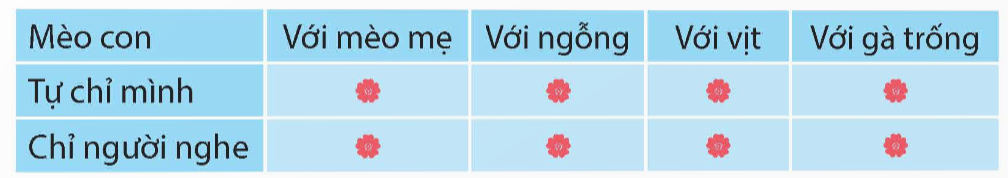 Mèo con Với mèo mẹ Với ngỗng Với vịt Với gà trống
Tự chỉ mình
Chỉ người nghe